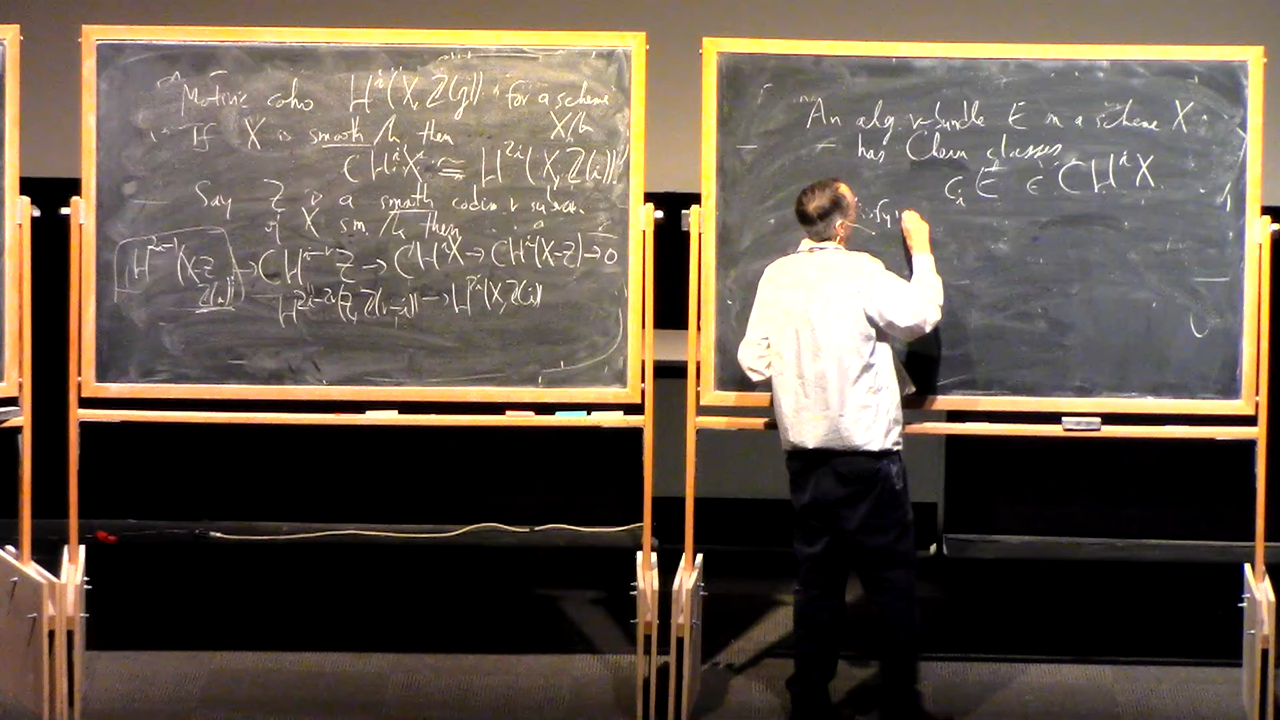 Motivic coho H^i(X, Z(j)) for a scheme
X/k
If X is smooth/k then
CH^i X ≅ H^{2i}(X, Z(i))
Say Z is a smooth codim r subvar.
of X sm/k then
H^{2i-1}(X-Z, Z(i)) → CH^{i-r} Z → CH^i X → CH^i(X-Z) → 0
H^{2i-2r}(Z, Z(i-r)) → H^{2i}(X, Z(i))
An alg. v-bundle E on a scheme X
has Chern classes
c_i E ∈ CH^i X